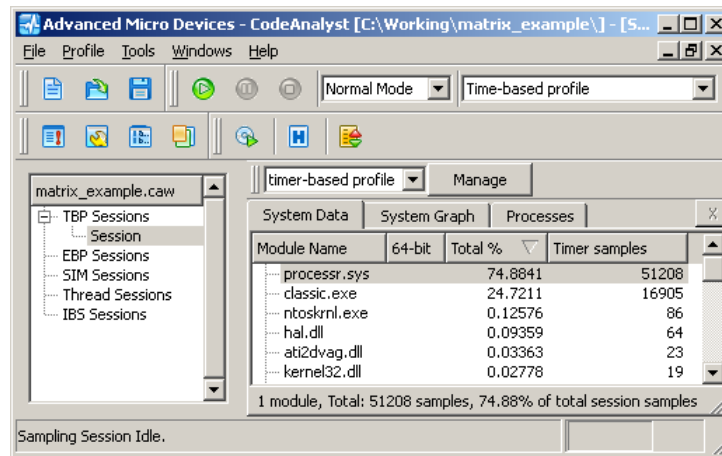 Advanced Micro Devices - CodeAnalyst [C:\Working\matrix_example\] - [S...
File Profile Tools Windows Help
Normal Mode Time-based profile
H
matrix_example.caw
TBP Sessions
Session
EBP Sessions
SIM Sessions
Thread Sessions
IBS Sessions
timer-based profile Manage
System Data System Graph Processes
Module Name 64-bit Total % Timer samples
processr.sys 74.8841 51208
classic.exe 24.7211 16905
ntoskrnl.exe 0.12576 86
hal.dll 0.09359 64
ati2dvag.dll 0.03363 23
kernel32.dll 0.02778 19
1 module, Total: 51208 samples, 74.88% of total session samples
Sampling Session Idle.